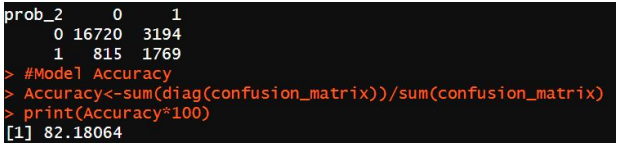 prob_2 0 1
0 16720 3194
1 815 1769
> #Model Accuracy
> Accuracy<-sum(diag(confusion_matrix))/sum(confusion_matrix)
> print(Accuracy*100)
[1] 82.18064